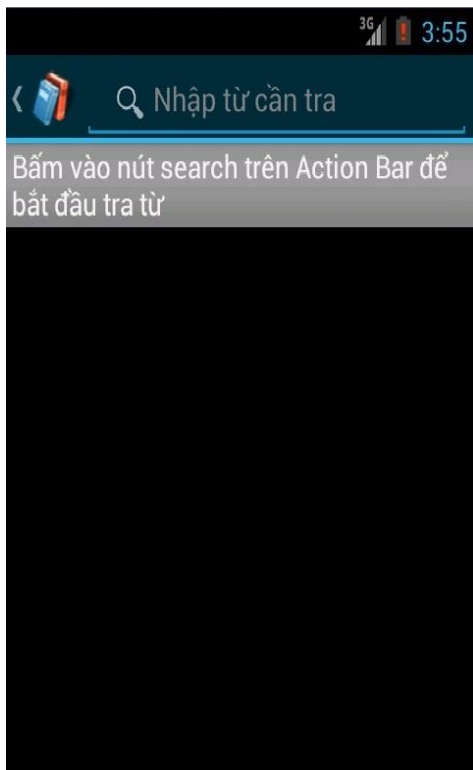 3G 3:55
Nhập từ cần tra
Bấm vào nút search trên Action Bar để
bắt đầu tra từ